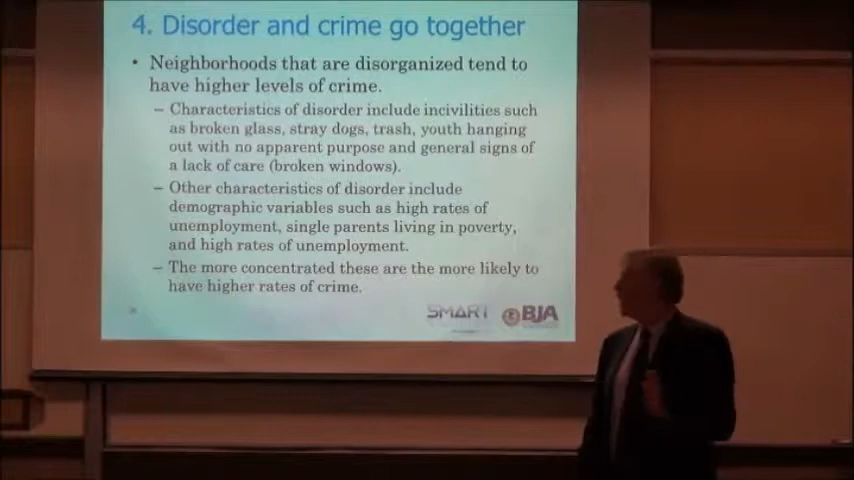 4. Disorder and crime go together
• Neighborhoods that are disorganized tend to
have higher levels of crime.
– Characteristics of disorder include incivilities such
as broken glass, stray dogs, trash, youth hanging
out with no apparent purpose and general signs of
a lack of care (broken windows).
– Other characteristics of disorder include
demographic variables such as high rates of
unemployment, single parents living in poverty,
and high rates of unemployment.
– The more concentrated these are the more likely to
have higher rates of crime.
SMART BJA